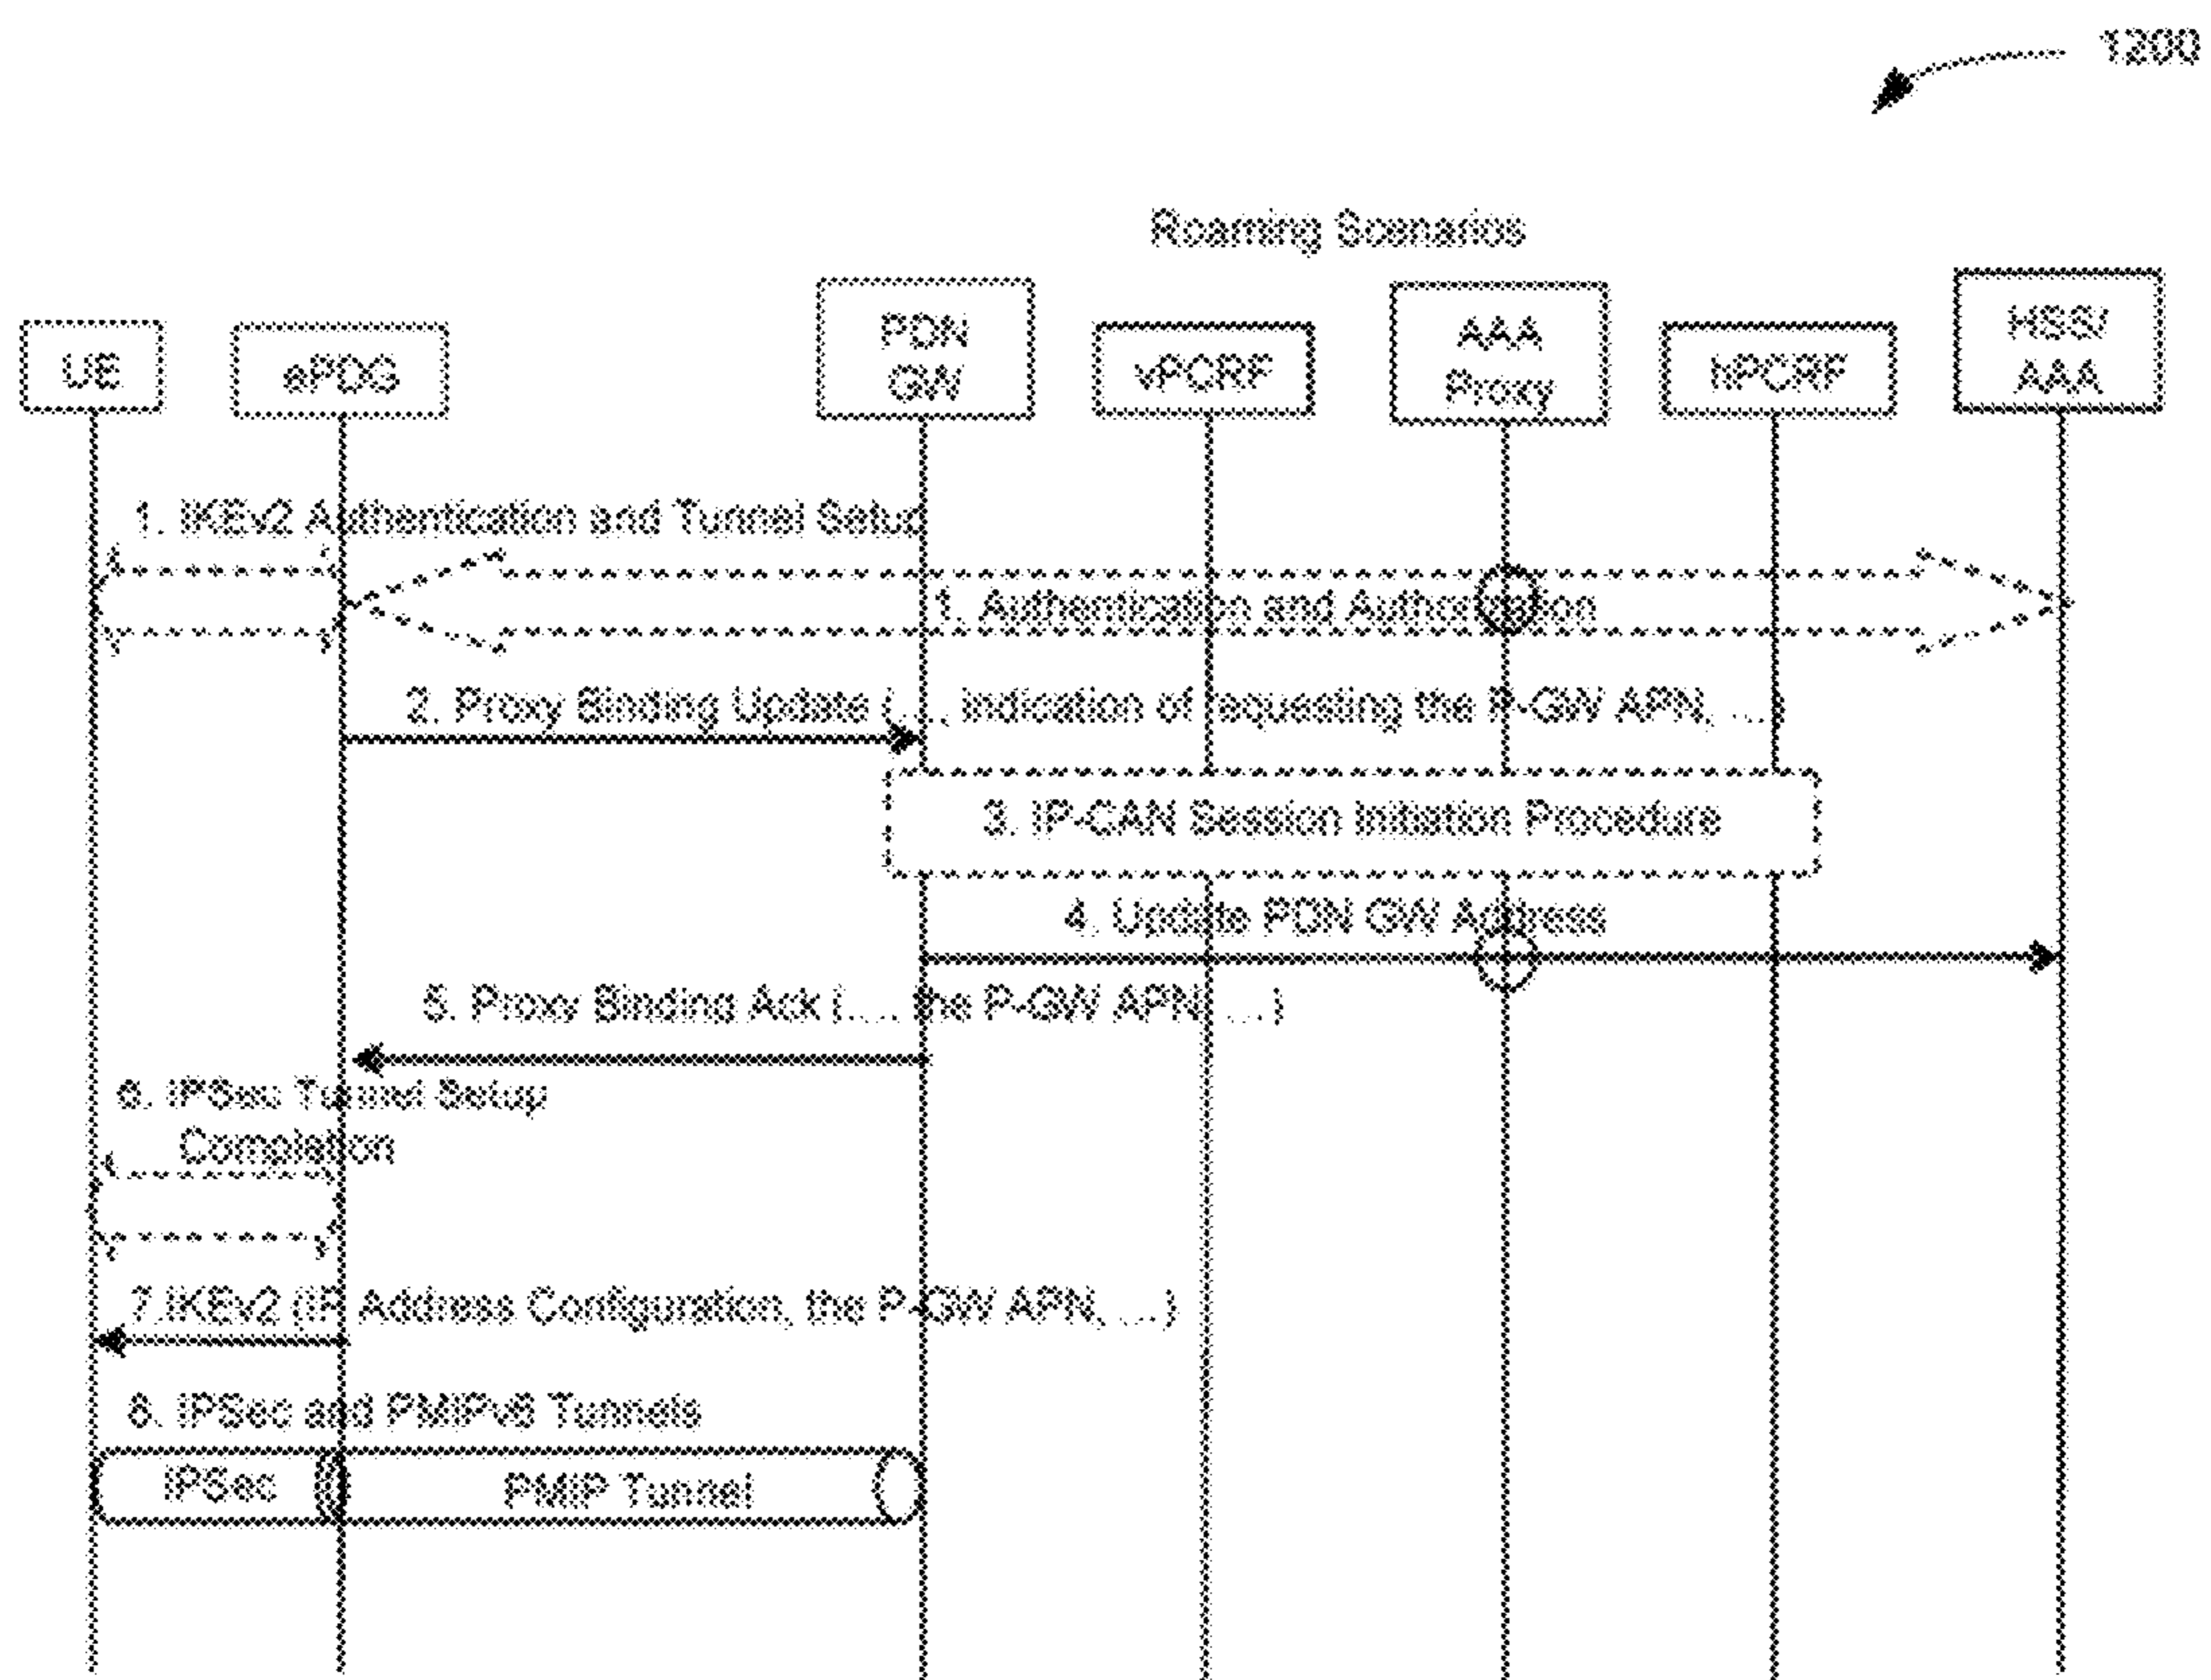 1200
Roaming Scenarios
UE
ePDG
PDN
GW
vPCRF
AAA
Proxy
hPCRF
HSS/
AAA
1. IKEv2 Authentication and Tunnel Setup
1. Authentication and Authorization
2. Proxy Binding Update (...., indication of requesting the P-GW APN, ...)
3. IP-CAN Session Initiation Procedure
4. Update PDN GW Address
5. Proxy Binding Ack (...., the P-GW APN, ...)
6. IPSec Tunnel Setup
Completion
7.IKEv2 (IP Address Configuration, the P-GW APN, ...)
8. IPSec and PMIPv6 Tunnels
IPSec
PMIP Tunnel